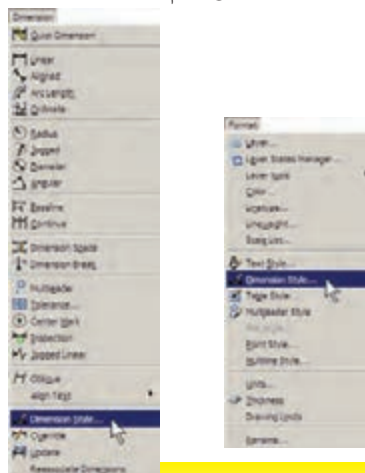 Dimension
Quick Dimension
Linear
Aligned
Arc Length
Ordinate
Radius
Jogged
Diameter
Angular
Baseline
Continue
Dimension Space
Dimension Break
Multileader
Tolerance...
Center Mark
Inspection
Jogged Linear
Oblique
Align Text
Dimension Style...
Override
Update
Reassociate Dimensions
Format
Layer...
Layer States Manager...
Layer tools
Color...
Linetype...
Lineweight...
Scale List...
Text Style...
Dimension Style...
Table Style...
Multileader Style
Point Style...
Multiline Style...
Units...
Thickness
Drawing Limits
Rename...